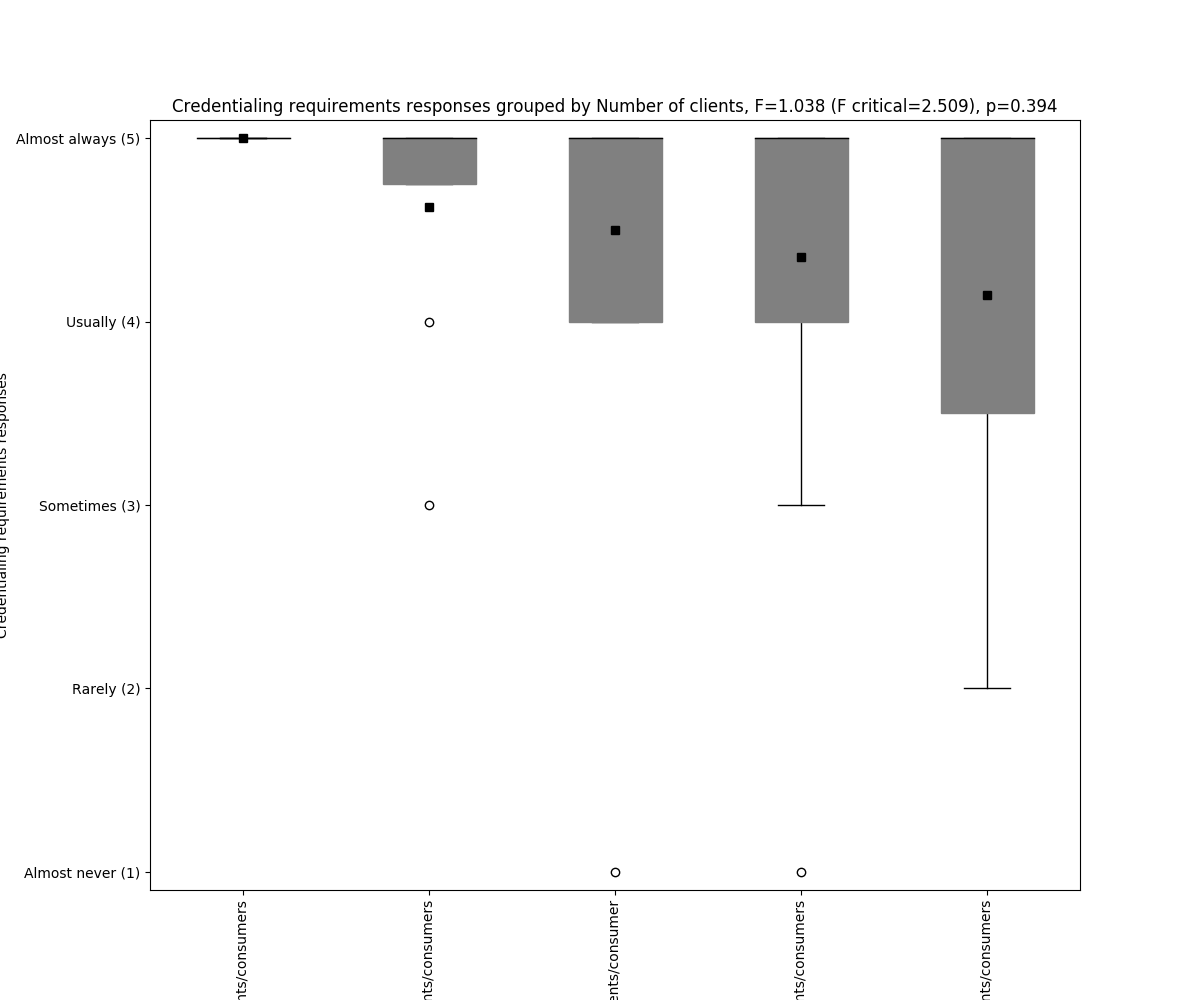 Credentialing requirements responses grouped by Number of clients, F=1.038 (F critical=2.509), p=0.394
Almost always (5)
Usually (4)
Sometimes (3)
Rarely (2)
Almost never (1)
Credentialing requirements responses
nts/consumers
nts/consumers
ents/consumer
nts/consumers
nts/consumers